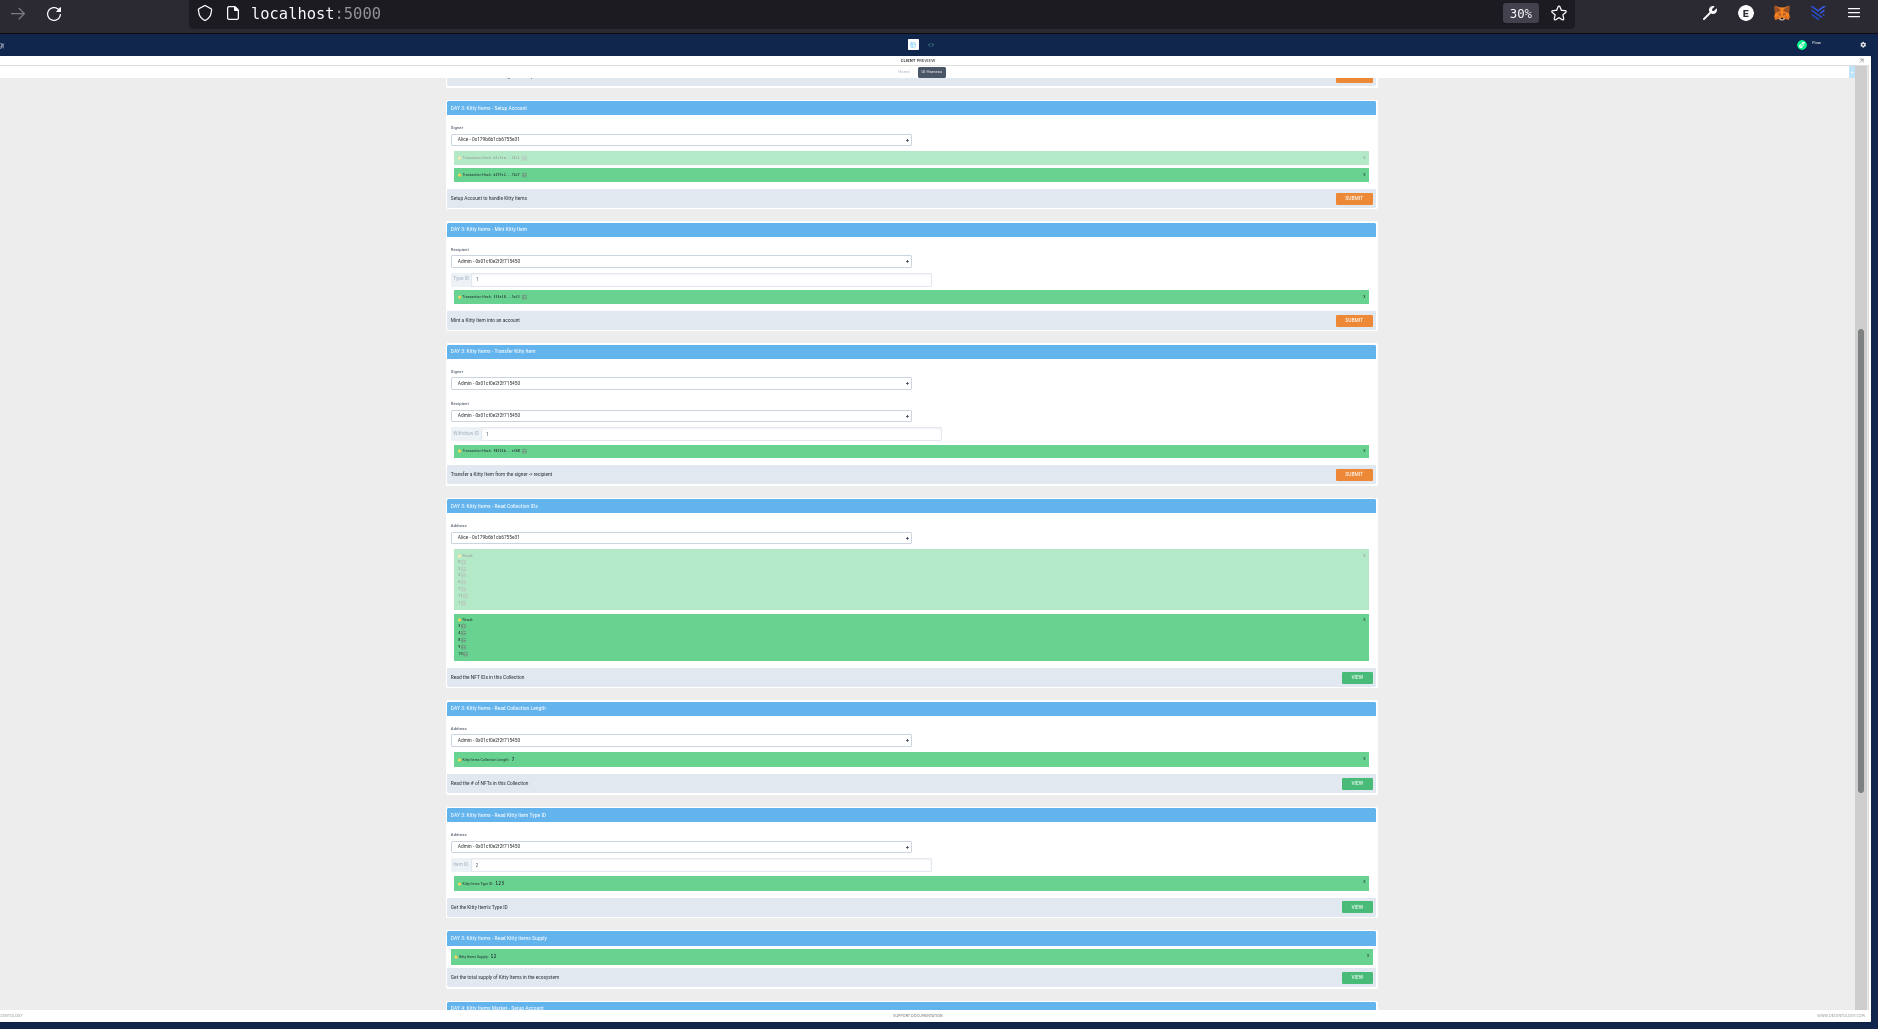 localhost:5000
30%
E
Flow
CLIENT PREVIEW
Home
UI Harness
DAY 3: Kitty Items - Setup Account
Signer
Alice - 0x179b6b1cb6755e31
Transaction Hash:
X
Transaction Hash:
X
Setup Account to handle Kitty Items
SUBMIT
DAY 3: Kitty Items - Mint Kitty Item
Recipient
Admin - 0x01cf0e2f2f715450
Type ID
1
Transaction Hash:
X
Mint a Kitty Item into an account
SUBMIT
DAY 3: Kitty Items - Transfer Kitty Item
Signer
Admin - 0x01cf0e2f2f715450
Recipient
Admin - 0x01cf0e2f2f715450
Withdraw ID
1
Transaction Hash:
X
Transfer a Kitty Item from the signer -> recipient
SUBMIT
DAY 3: Kitty Items - Read Collection IDs
Address
Alice - 0x179b6b1cb6755e31
Result:
X
Result:
X
10
Read the NFT IDs in this Collection
VIEW
DAY 3: Kitty Items - Read Collection Length
Address
Admin - 0x01cf0e2f2f715450
Kitty Items Collection Length: 7
X
Read the # of NFTs in this Collection
VIEW
DAY 3: Kitty Items - Read Kitty Item Type ID
Address
Admin - 0x01cf0e2f2f715450
Item ID
2
Kitty Items Type ID: 123
X
Get the Kitty Item's Type ID
VIEW
DAY 3: Kitty Items - Read Kitty Items Supply
Kitty Items Supply: 12
X
Get the total supply of Kitty Items in the ecosystem
VIEW
DAY 4: Kitty Items Market - Setup Account
SUPPORT DOCUMENTATION
WWW.DECENTOLOGY.COM